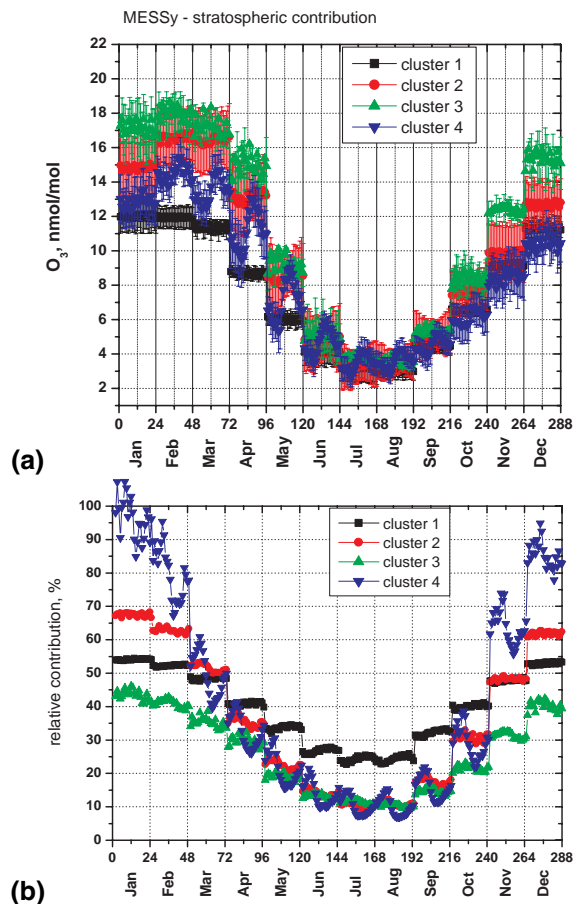 MESSy - stratospheric contribution
22
20
18
16
14
12
10
8
6
4
2
O3, nmol/mol
cluster 1
cluster 2
cluster 3
cluster 4
0 24 48 72 96 120 144 168 192 216 240 264 288
Jan Feb Mar Apr May Jun Jul Aug Sep Oct Nov Dec
(a)
100
90
80
70
60
50
40
30
20
10
0
relative contribution, %
cluster 1
cluster 2
cluster 3
cluster 4
0 24 48 72 96 120 144 168 192 216 240 264 288
Jan Feb Mar Apr May Jun Jul Aug Sep Oct Nov Dec
(b)